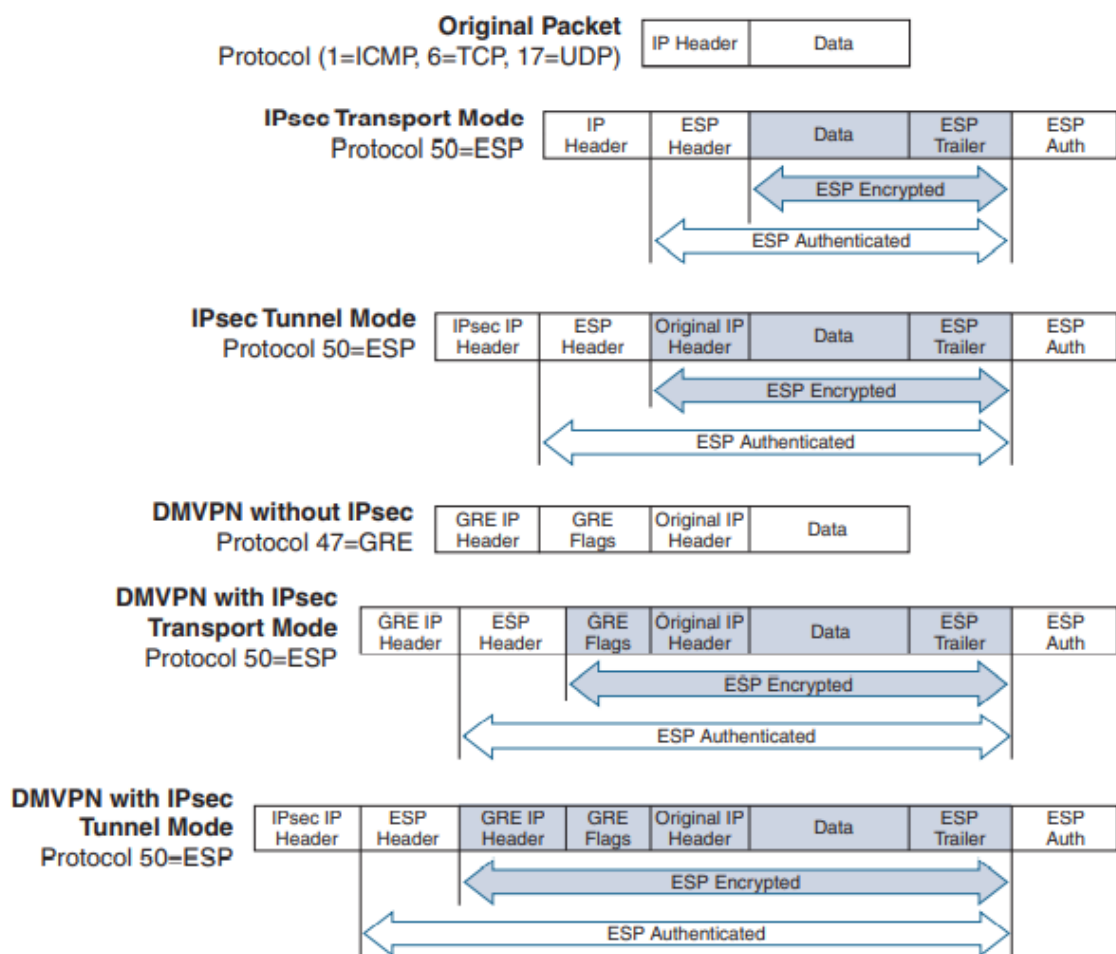 Original Packet
Protocol (1=ICMP, 6=TCP, 17=UDP)
IP Header
Data
IPsec Transport Mode
Protocol 50=ESP
IP
Header
ESP
Header
Data
ESP
Trailer
ESP
Auth
ESP Encrypted
ESP Authenticated
IPsec Tunnel Mode
Protocol 50=ESP
IPsec IP
Header
ESP
Header
Original IP
Header
Data
ESP
Trailer
ESP
Auth
ESP Encrypted
ESP Authenticated
DMVPN without IPsec
Protocol 47=GRE
GRE IP
Header
GRE
Flags
Original IP
Header
Data
DMVPN with IPsec
Transport Mode
Protocol 50=ESP
GRE IP
Header
ESP
Header
GRE
Flags
Original IP
Header
Data
ESP
Trailer
ESP
Auth
ESP Encrypted
ESP Authenticated
DMVPN with IPsec
Tunnel Mode
Protocol 50=ESP
IPsec IP
Header
ESP
Header
GRE IP
Header
GRE
Flags
Original IP
Header
Data
ESP
Trailer
ESP
Auth
ESP Encrypted
ESP Authenticated